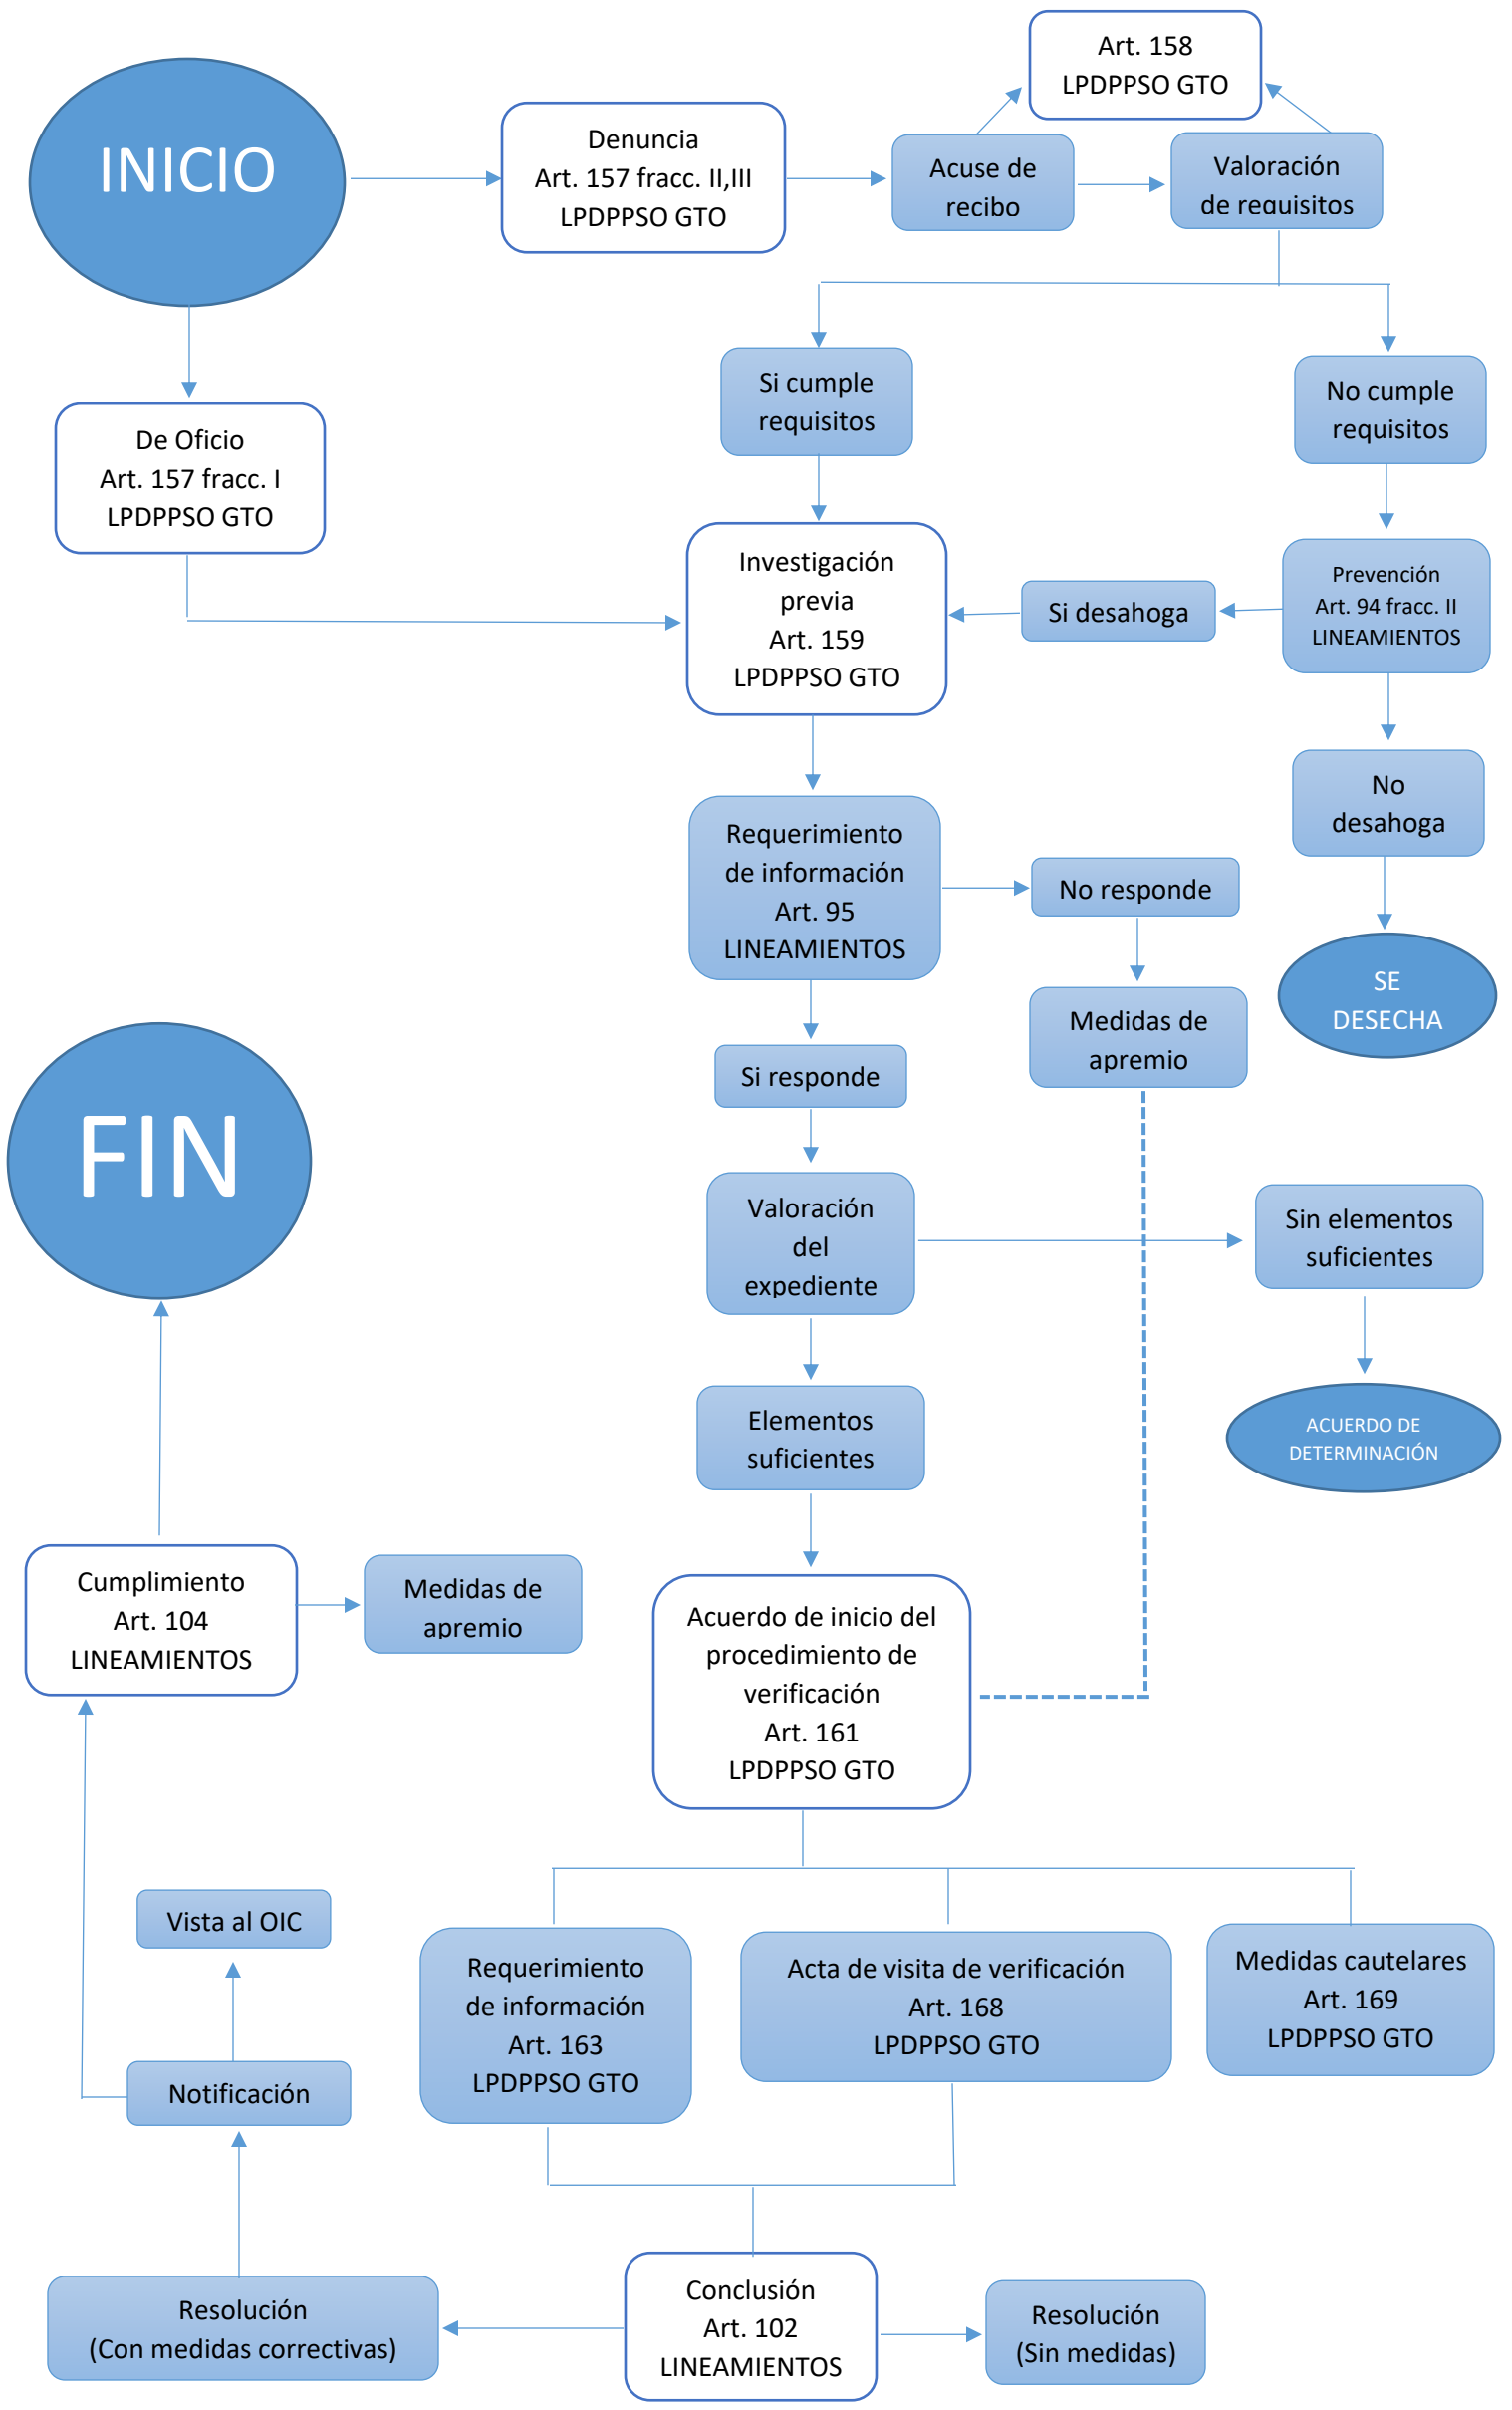 INICIO
Denuncia
Art. 157 fracc. II,III
LPDPPSO GTO
Acuse de
recibo
Art. 158
LPDPPSO GTO
Valoración
de requisitos
De Oficio
Art. 157 fracc. I
LPDPPSO GTO
Si cumple
requisitos
No cumple
requisitos
Investigación
previa
Art. 159
LPDPPSO GTO
Si desahoga
Prevención
Art. 94 fracc. II
LINEAMIENTOS
No
desahoga
SE
DESECHA
Requerimiento
de información
Art. 95
LINEAMIENTOS
No responde
Medidas de
apremio
Si responde
FIN
Valoración
del
expediente
Sin elementos
suficientes
ACUERDO DE
DETERMINACIÓN
Elementos
suficientes
Cumplimiento
Art. 104
LINEAMIENTOS
Medidas de
apremio
Acuerdo de inicio del
procedimiento de
verificación
Art. 161
LPDPPSO GTO
Vista al OIC
Notificación
Requerimiento
de información
Art. 163
LPDPPSO GTO
Acta de visita de verificación
Art. 168
LPDPPSO GTO
Medidas cautelares
Art. 169
LPDPPSO GTO
Resolución
(Con medidas correctivas)
Conclusión
Art. 102
LINEAMIENTOS
Resolución
(Sin medidas)